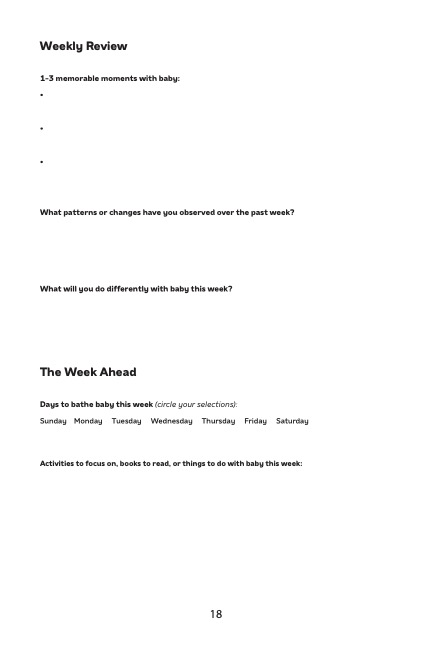 Weekly Review
1-3 memorable moments with baby:
•
•
•
What patterns or changes have you observed over the past week?
What will you do differently with baby this week?
The Week Ahead
Days to bathe baby this week (circle your selections):
Sunday Monday Tuesday Wednesday Thursday Friday Saturday
Activities to focus on, books to read, or things to do with baby this week:
18